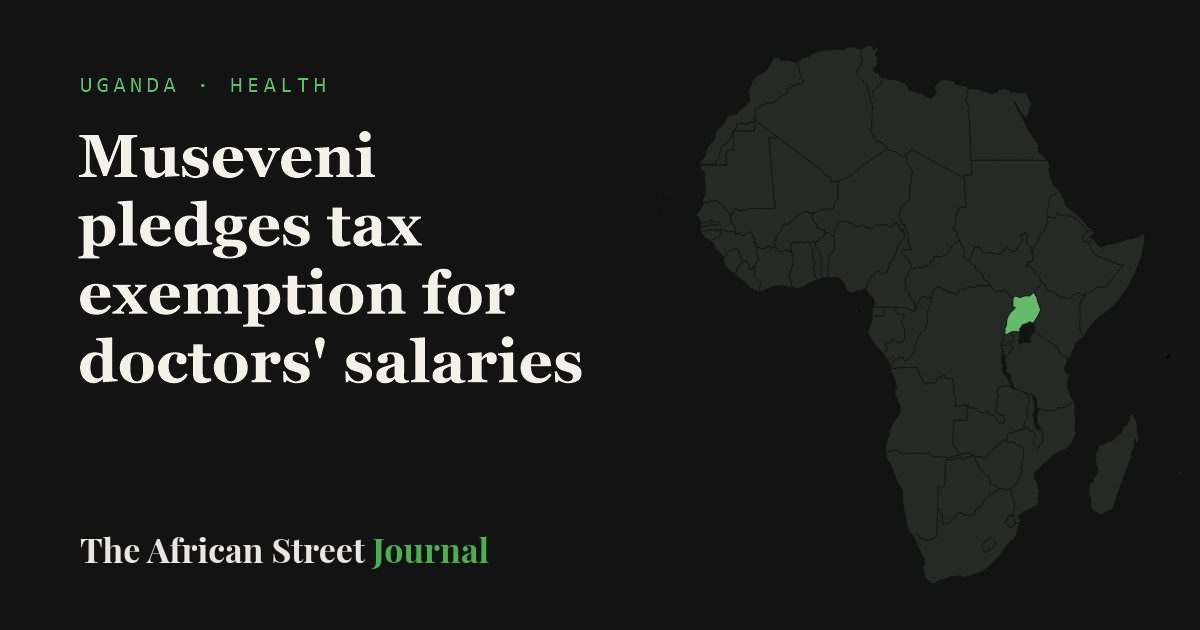 UGANDA · HEALTH
Museveni
pledges tax
exemption for
doctors' salaries
The African Street Journal